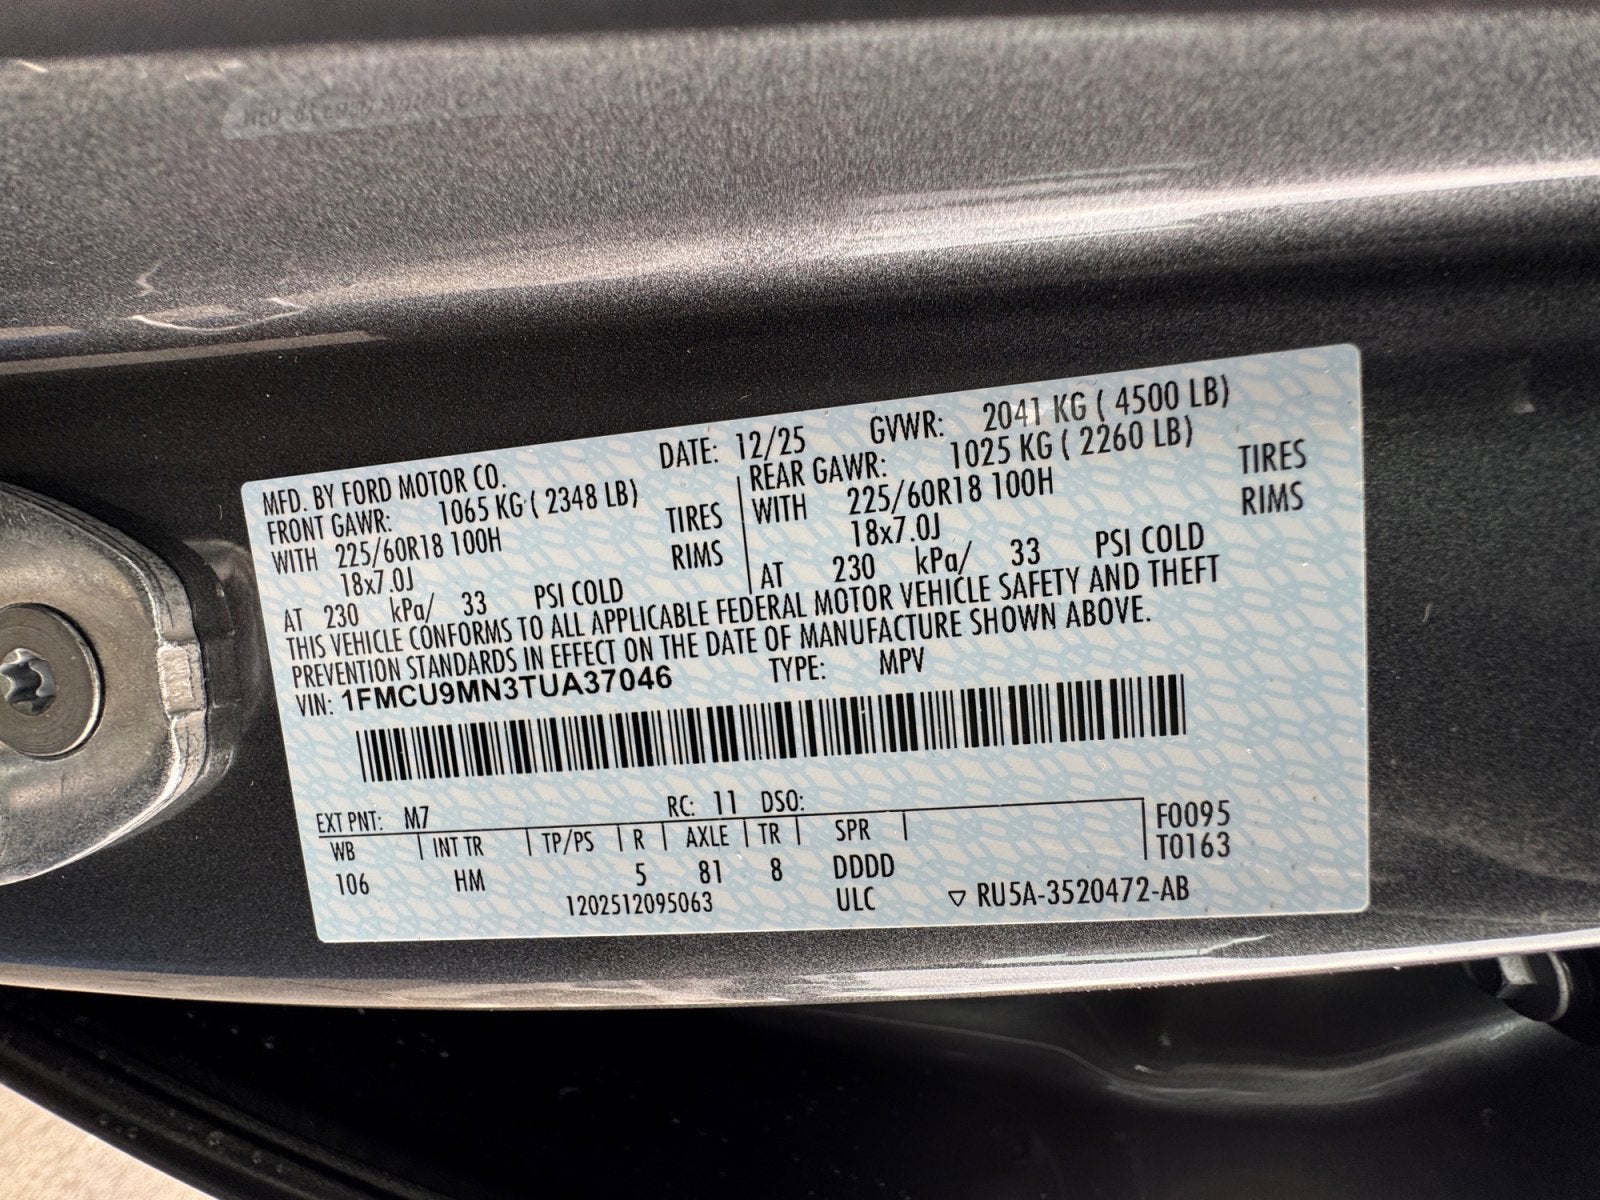 MFD. BY FORD MOTOR CO. DATE: 12/25 GVWR: 2041 KG ( 4500 LB)
FRONT GAWR: 1065 KG ( 2348 LB) REAR GAWR: 1025 KG ( 2260 LB)
WITH 225/60R18 100H TIRES WITH 225/60R18 100H TIRES
18x7.0J RIMS 18x7.0J RIMS
AT 230 kPa/ 33 PSI COLD AT 230 kPa/ 33 PSI COLD
THIS VEHICLE CONFORMS TO ALL APPLICABLE FEDERAL MOTOR VEHICLE SAFETY AND THEFT
PREVENTION STANDARDS IN EFFECT ON THE DATE OF MANUFACTURE SHOWN ABOVE.
VIN: 1FMCU9MN3TUA37046 TYPE: MPV
EXT PNT: M7 RC: 11 DSO: F0095
WB INT TR TP/PS R AXLE TR SPR T0163
106 HM 5 81 8 DDDD
1202512095063 ULC ▽ RU5A-3520472-AB